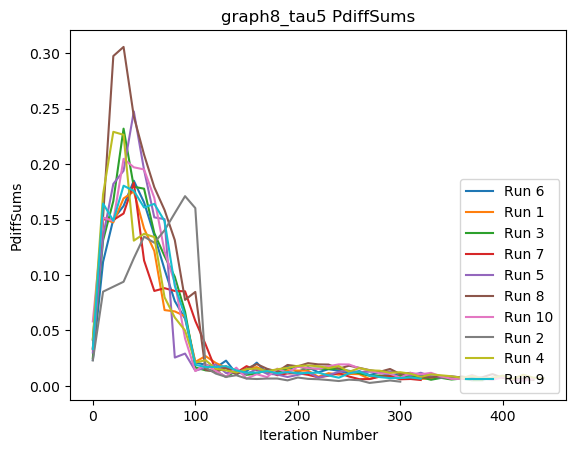 graph8_tau5 PdiffSums
PdiffSums
0.30
0.25
0.20
0.15
0.10
0.05
0.00
0
100
200
300
400
Iteration Number
Run 6
Run 1
Run 3
Run 7
Run 5
Run 8
Run 10
Run 2
Run 4
Run 9